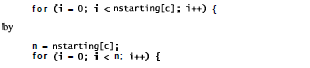 for (i = 0; i < nstarting[c]; i++) {
by
n = nstarting[c];
for (i = 0; i < n; i++) {